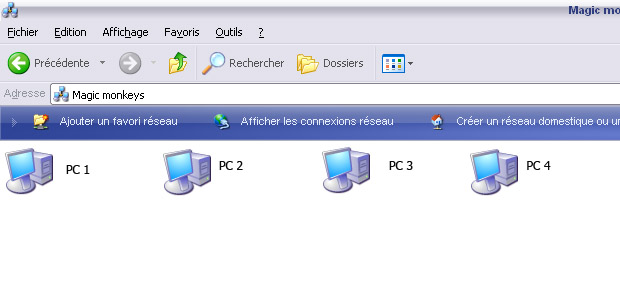 Magic mo
Fichier Edition Affichage Favoris Outils ?
Précédente Rechercher Dossiers
Adresse Magic monkeys
Ajouter un favori réseau Afficher les connexions réseau Créer un réseau domestique ou un
PC 1 PC 2 PC 3 PC 4